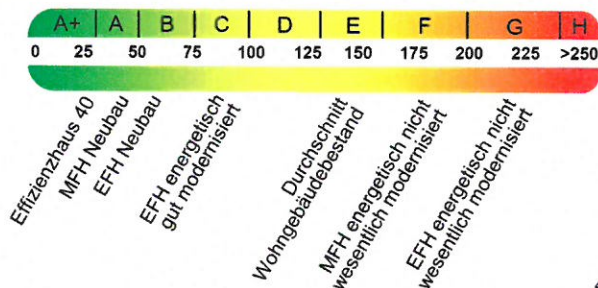 A+ A B C D E F G H
0 25 50 75 100 125 150 175 200 225 >250
Effizienzhaus 40
MFH Neubau
EFH Neubau
EFH energetisch
gut modernisiert
Durchschnitt
Wohngebäudebestand
MFH energetisch nicht
wesentlich modernisiert
EFH energetisch nicht
wesentlich modernisiert